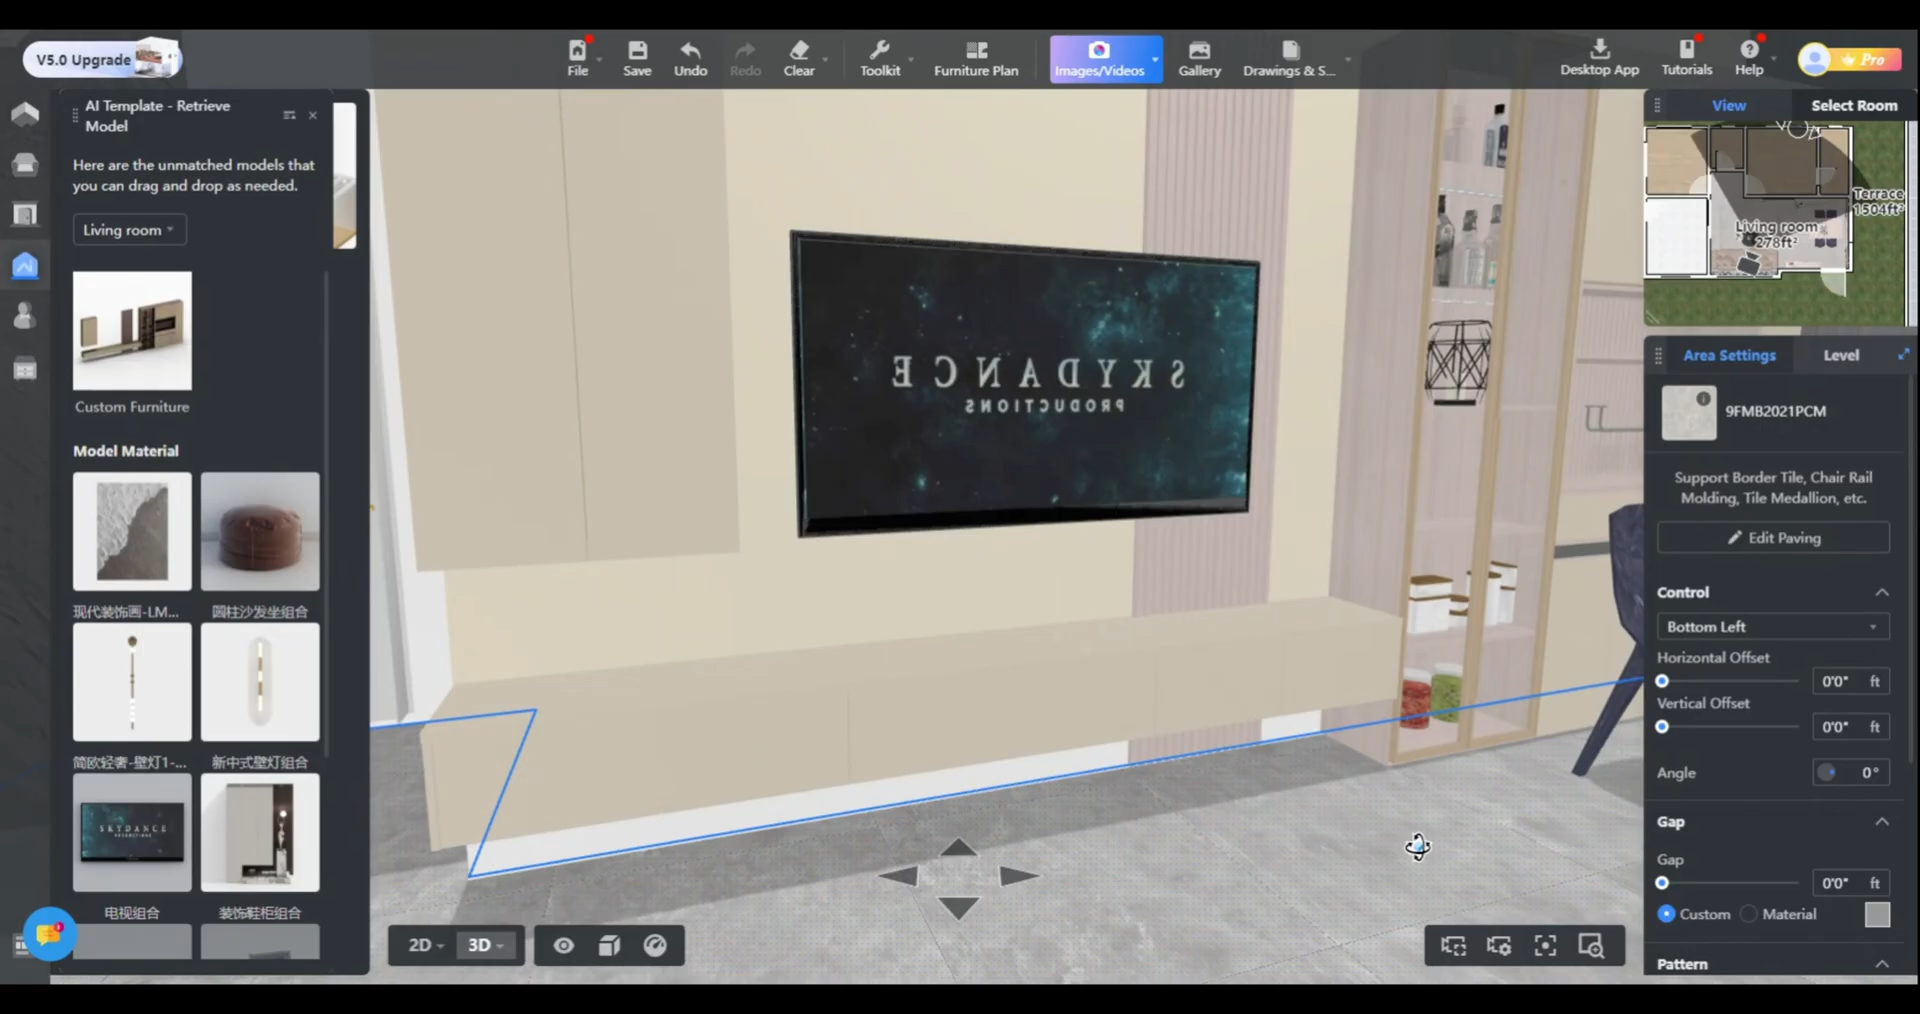 V5.0 Upgrade
File
Save
Undo
Redo
Clear
Toolkit
Furniture Plan
Images/Videos
Gallery
Drawings & S...
Desktop App
Tutorials
Help
Pro
AI Template - Retrieve
Model
Here are the unmatched models that
you can drag and drop as needed.
Living room
Custom Furniture
Model Material
现代装饰画-LM...
圆柱沙发坐组合
简欧轻奢-壁灯1-...
新中式壁灯组合
SKYDANCE
电视组合
装饰鞋柜组合
SKYDANCE
PRODUCTIONS
2D
3D
View
Select Room
Terrace
1504ft²
Living room
278ft²
Area Settings
Level
9FMB2021PCM
Support Border Tile, Chair Rail
Molding, Tile Medallion, etc.
Edit Paving
Control
Bottom Left
Horizontal Offset
0'0" ft
Vertical Offset
0'0" ft
Angle
0°
Gap
Gap
0'0" ft
Custom
Material
Pattern